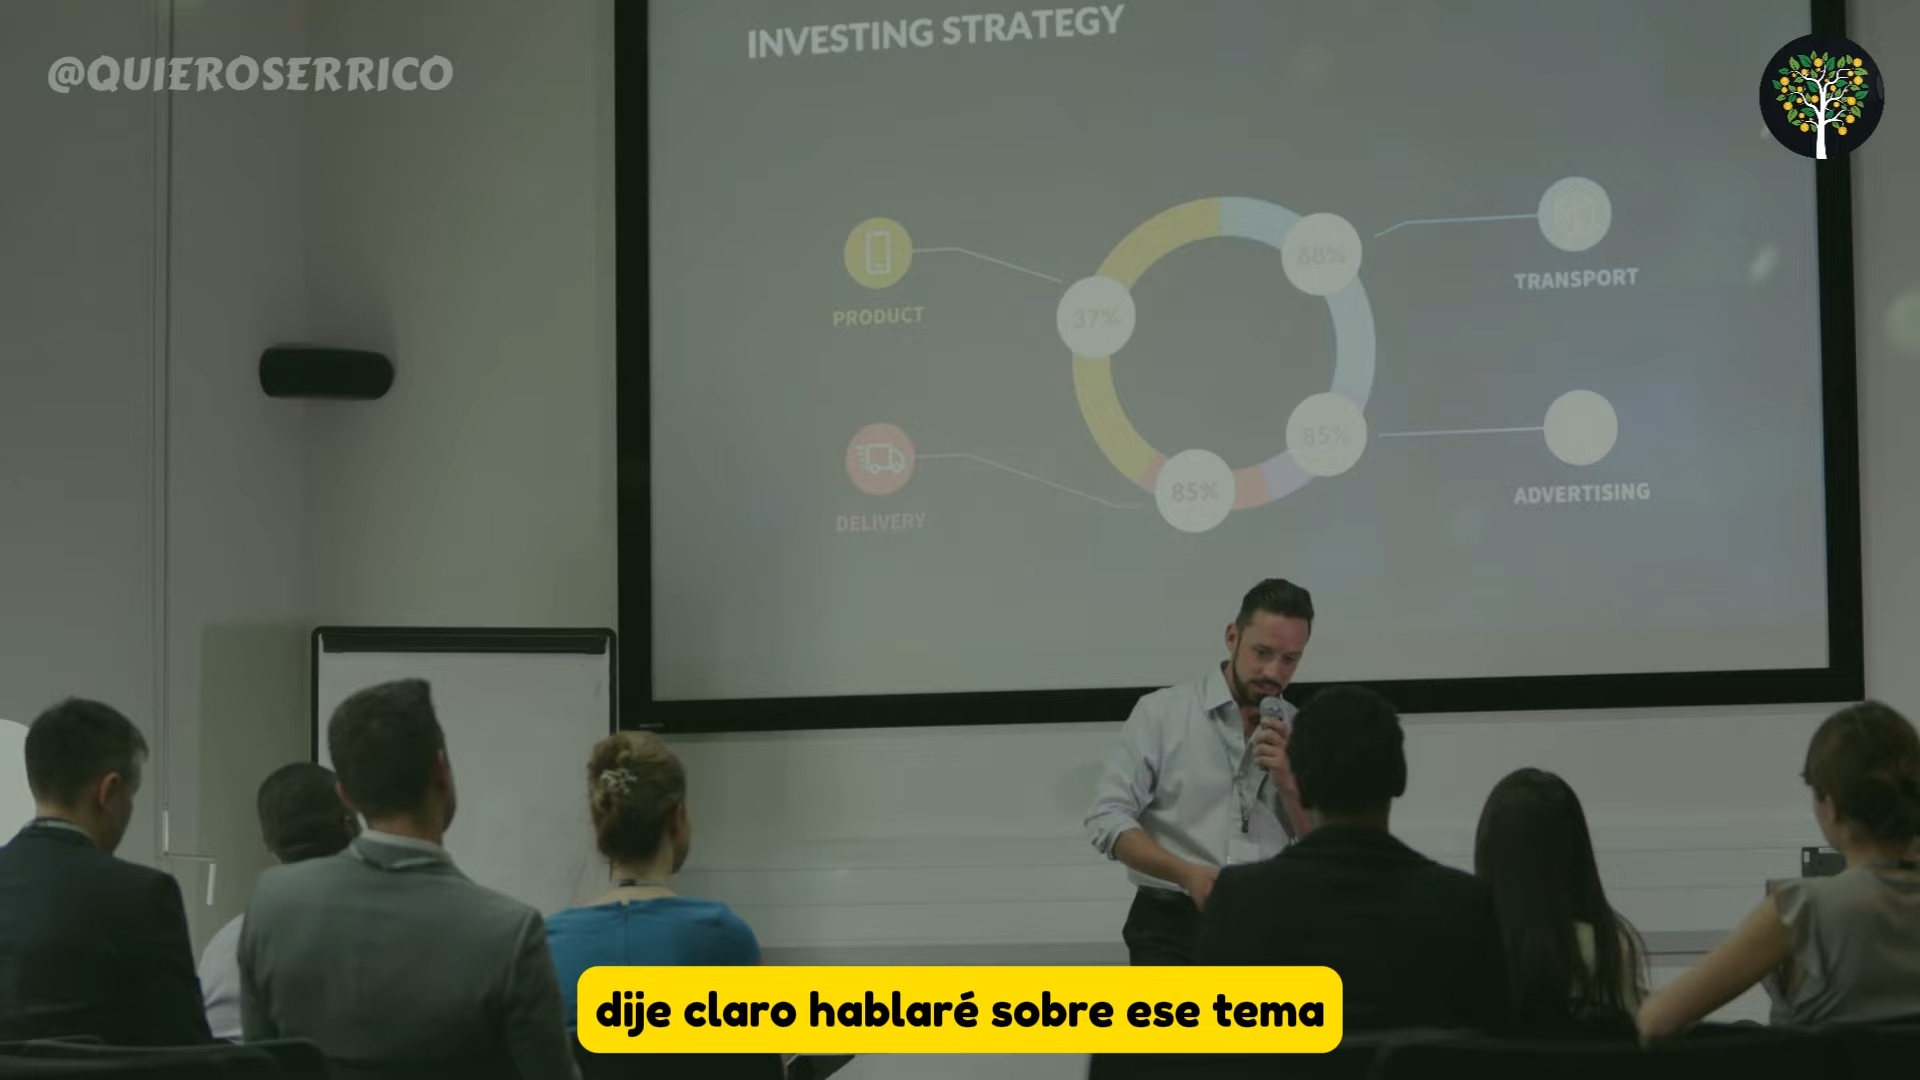 INVESTING STRATEGY
@QUIEROSERRICO
68%
TRANSPORT
PRODUCT
37%
85%
ADVERTISING
85%
DELIVERY
dije claro hablaré sobre ese tema